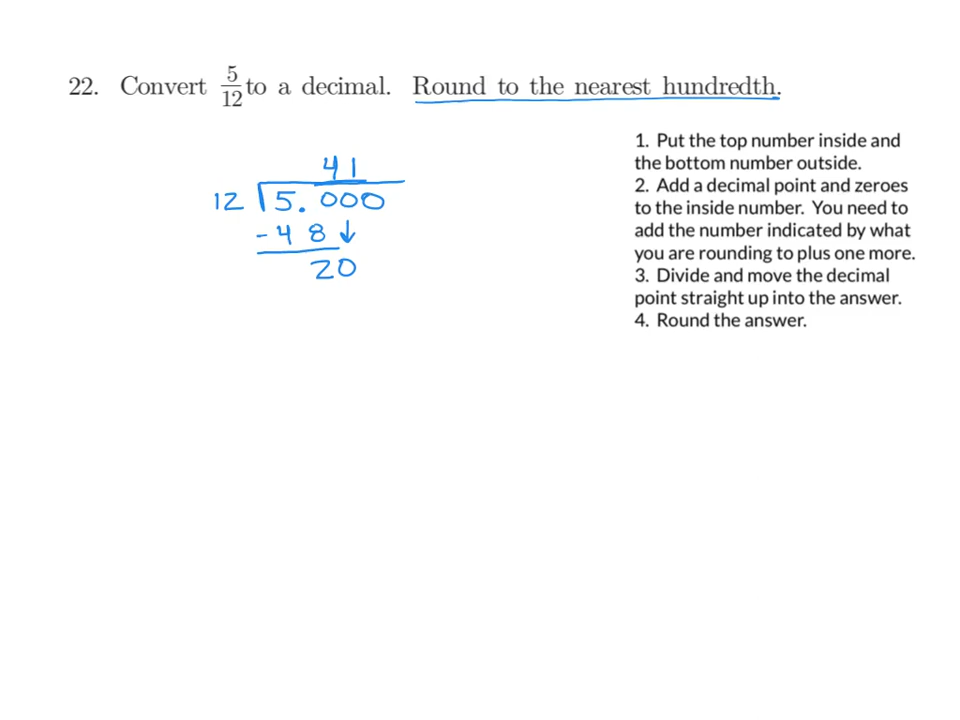 22. Convert 5/12 to a decimal. Round to the nearest hundredth.
41
12 5.000
-48↓
20
1. Put the top number inside and
the bottom number outside.
2. Add a decimal point and zeroes
to the inside number. You need to
add the number indicated by what
you are rounding to plus one more.
3. Divide and move the decimal
point straight up into the answer.
4. Round the answer.